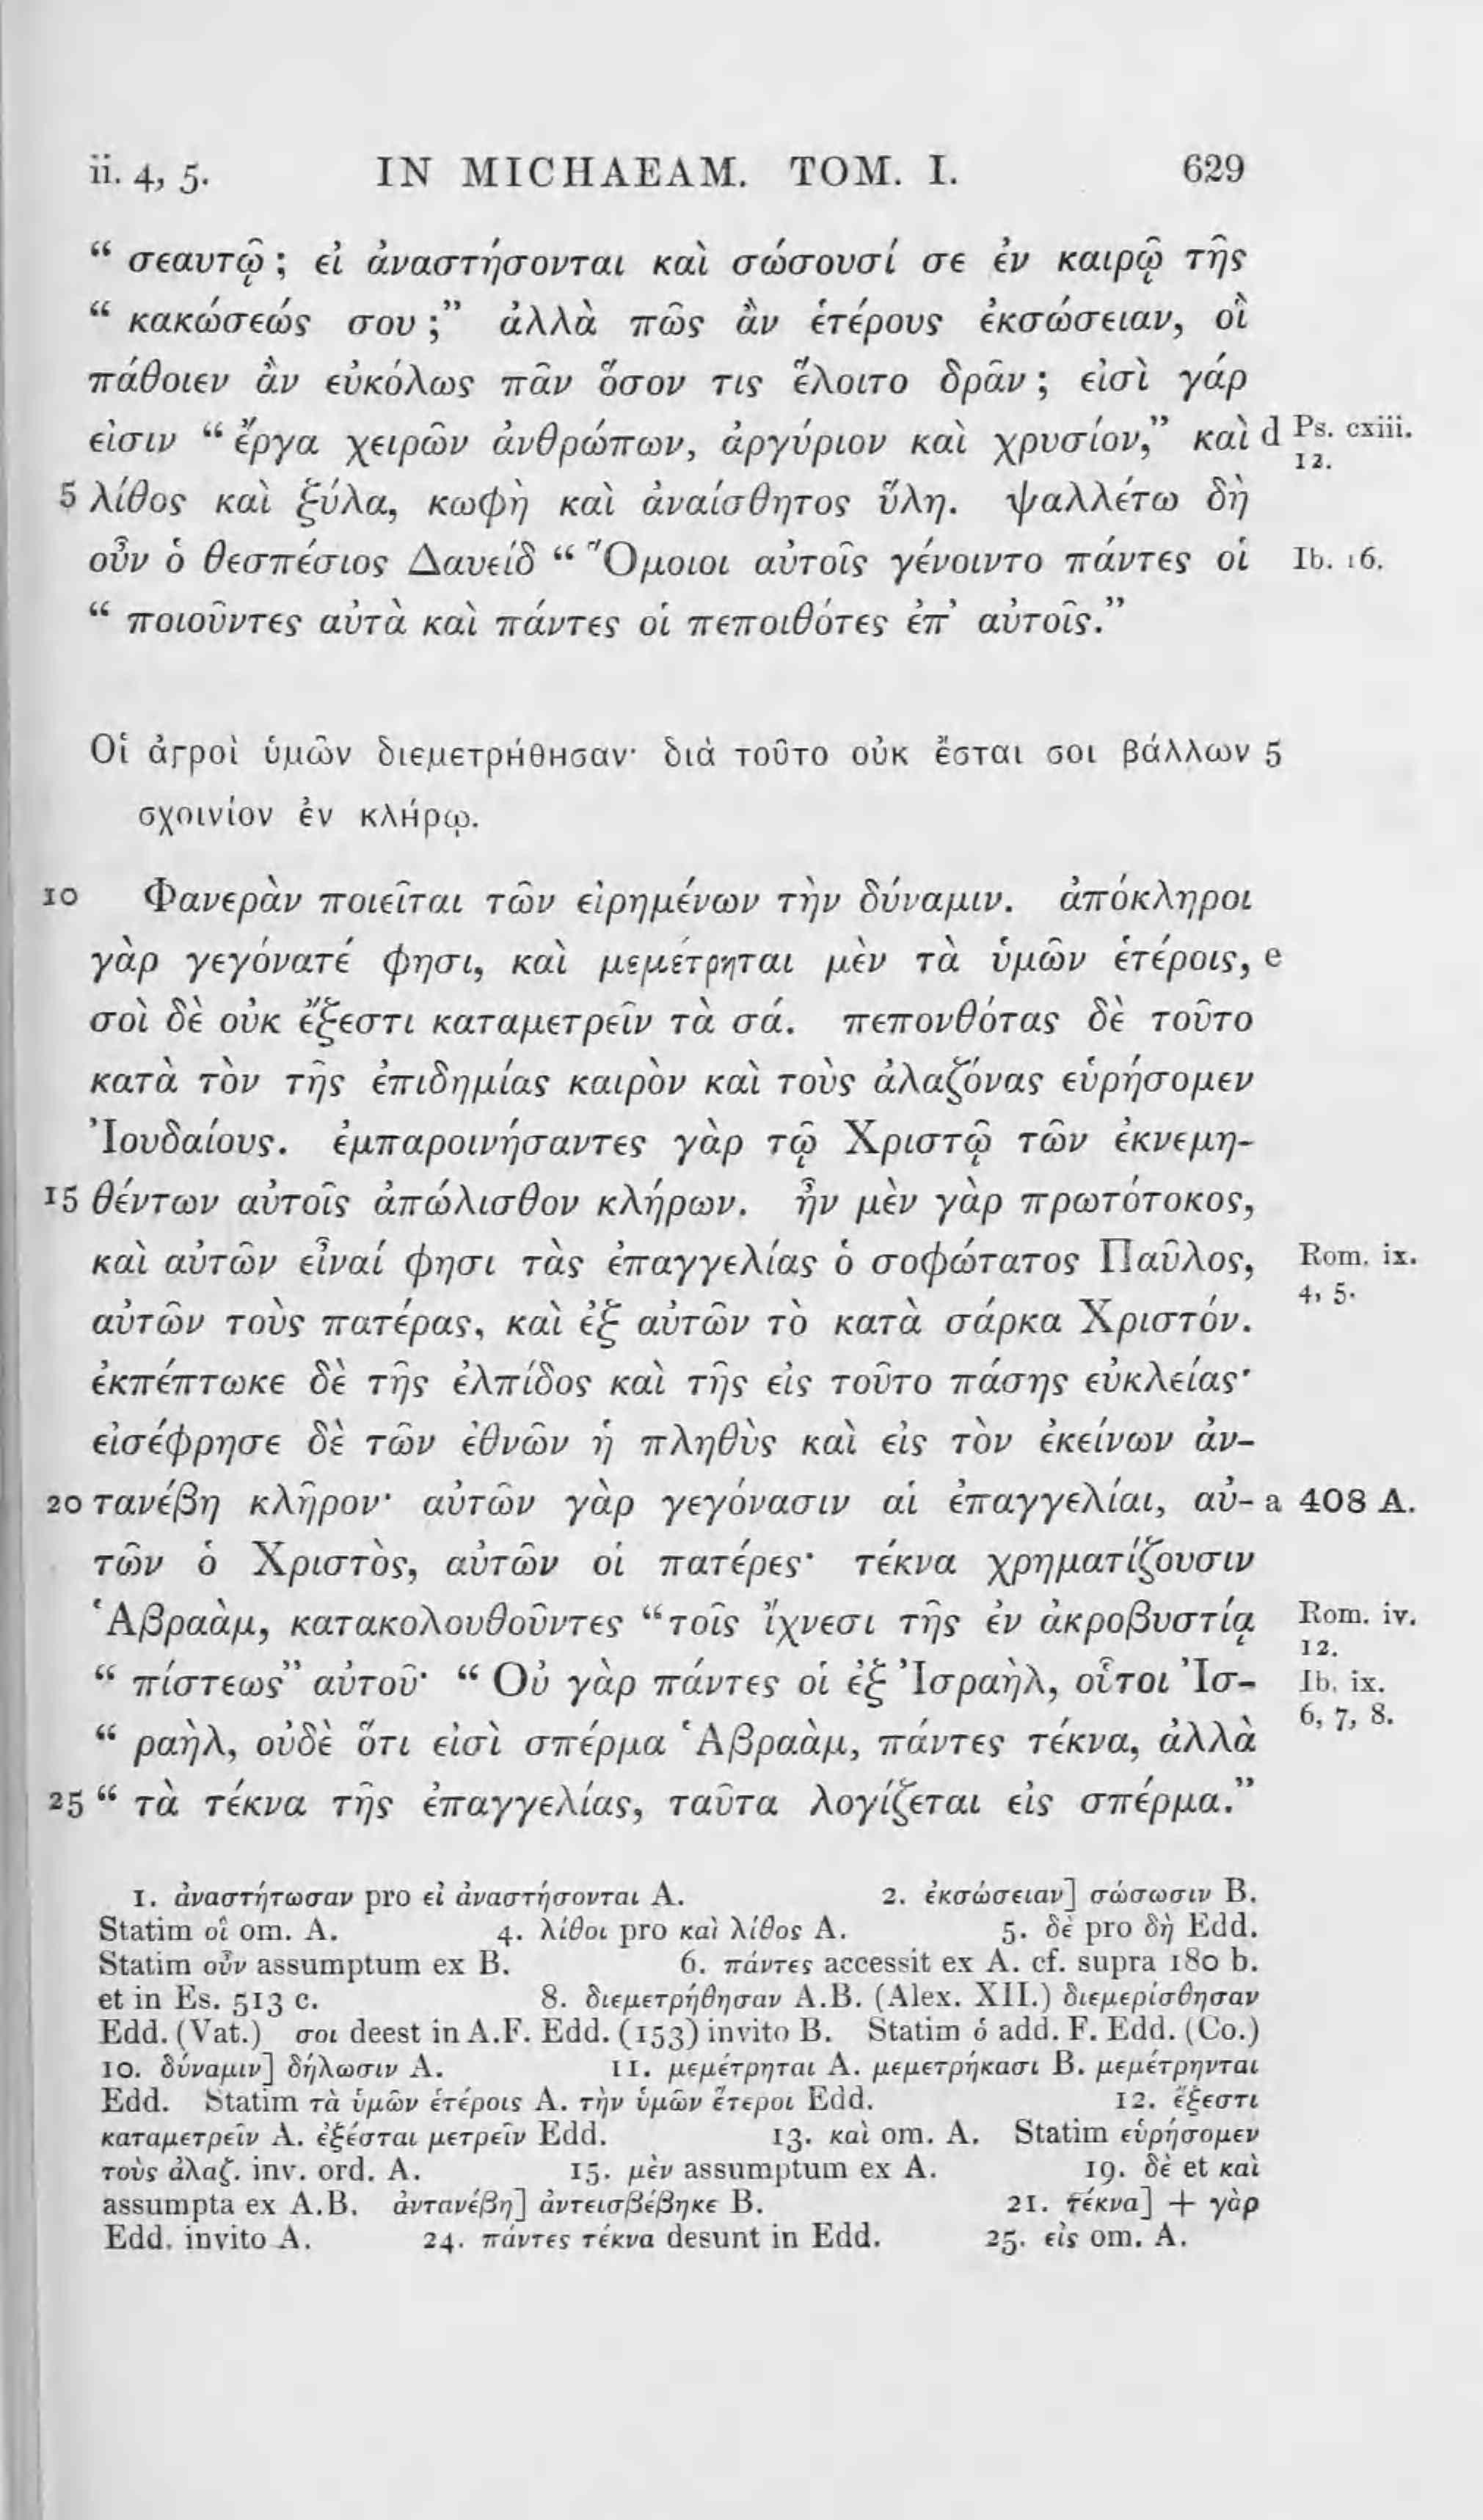 ii. 4, 5. IN MICHAEAM. TOM. I. 629
“ σεαυτῷ ; εἰ ἀναστήσονται καὶ σώσουσί σε ἐν καιρῷ τῆς
“ κακώσεώς σου ;” ἀλλὰ πῶς ἂν ἑτέρους ἐκσώσειαν, οἳ
πάθοιεν ἂν εὐκόλως πᾶν ὅσον τις ἕλοιτο δρᾶν ; εἰσὶ γάρ
εἰσιν “ ἔργα χειρῶν ἀνθρώπων, ἀργύριον καὶ χρυσίον,” καὶ d Ps. cxiii. 12.
5 λίθος καὶ ξύλα, κωφὴ καὶ ἀναίσθητος ὕλη. ψαλλέτω δὴ
οὖν ὁ θεσπέσιος Δαυεὶδ “ Ὅμοιοι αὐτοῖς γένοιντο πάντες οἱ Ib. 16.
“ ποιοῦντες αὐτὰ καὶ πάντες οἱ πεποιθότες ἐπ’ αὐτοῖς.”
Οἱ ἀγροὶ ὑμῶν διεμετρήθησαν· διὰ τοῦτο οὐκ ἔσται σοι βάλλων 5
σχοινίον ἐν κλήρῳ.
10 Φανερὰν ποιεῖται τῶν εἰρημένων τὴν δύναμιν. ἀπόκληροι
γὰρ γεγόνατέ φησι, καὶ μεμέτρηται μὲν τὰ ὑμῶν ἑτέροις, e
σοὶ δὲ οὐκ ἔξεστι καταμετρεῖν τὰ σά. πεπονθότας δὲ τοῦτο
κατὰ τὸν τῆς ἐπιδημίας καιρὸν καὶ τοὺς ἀλαζόνας εὑρήσομεν
Ἰουδαίους. ἐμπαροινήσαντες γὰρ τῷ Χριστῷ τῶν ἐκνεμη-
15 θέντων αὐτοῖς ἀπώλισθον κλήρων. ἦν μὲν γὰρ πρωτότοκος,
καὶ αὐτῶν εἶναί φησι τὰς ἐπαγγελίας ὁ σοφώτατος Παῦλος, Rom. ix. 4, 5.
αὐτῶν τοὺς πατέρας, καὶ ἐξ αὐτῶν τὸ κατὰ σάρκα Χριστόν.
ἐκπέπτωκε δὲ τῆς ἐλπίδος καὶ τῆς εἰς τοῦτο πάσης εὐκλείας·
εἰσέφρησε δὲ τῶν ἐθνῶν ἡ πληθὺς καὶ εἰς τὸν ἐκείνων ἀν-
20 τανέβη κλῆρον· αὐτῶν γὰρ γεγόνασιν αἱ ἐπαγγελίαι, αὐ- a 408 A.
τῶν ὁ Χριστὸς, αὐτῶν οἱ πατέρες· τέκνα χρηματίζουσιν
Ἁβραὰμ, κατακολουθοῦντες “τοῖς ἴχνεσι τῆς ἐν ἀκροβυστίᾳ Rom. iv. 12.
“ πίστεως” αὐτοῦ· “ Οὐ γὰρ πάντες οἱ ἐξ Ἰσραὴλ, οὗτοι Ἰσ- Ib. ix. 6, 7, 8.
“ ραὴλ, οὐδὲ ὅτι εἰσὶ σπέρμα Ἁβραὰμ, πάντες τέκνα, ἀλλὰ
25 “ τὰ τέκνα τῆς ἐπαγγελίας, ταῦτα λογίζεται εἰς σπέρμα.”
1. ἀναστήτωσαν pro εἰ ἀναστήσονται A. 2. ἐκσώσειαν] σώσωσιν B.
Statim οἳ om. A. 4. λίθοι pro καὶ λίθος A. 5. δὲ pro δὴ Edd.
Statim οὖν assumptum ex B. 6. πάντες accessit ex A. cf. supra 180 b.
et in Es. 513 c. 8. διεμετρήθησαν A.B. (Alex. XII.) διεμερίσθησαν
Edd. (Vat.) σοι deest in A.F. Edd. (153) invito B. Statim ὁ add. F. Edd. (Co.)
10. δύναμιν] δήλωσιν A. 11. μεμέτρηται A. μεμετρήκασι B. μεμέτρηνται
Edd. Statim τὰ ὑμῶν ἑτέροις A. τὴν ὑμῶν ἕτεροι Edd. 12. ἔξεστι
καταμετρεῖν A. ἐξέσται μετρεῖν Edd. 13. καὶ om. A. Statim εὑρήσομεν
τοὺς ἀλαζ. inv. ord. A. 15. μὲν assumptum ex A. 19. δὲ et καὶ
assumpta ex A.B. ἀντανέβη] ἀντεισβέβηκε B. 21. τέκνα] + γὰρ
Edd. invito A. 24. πάντες τέκνα desunt in Edd. 25. εἰς om. A.